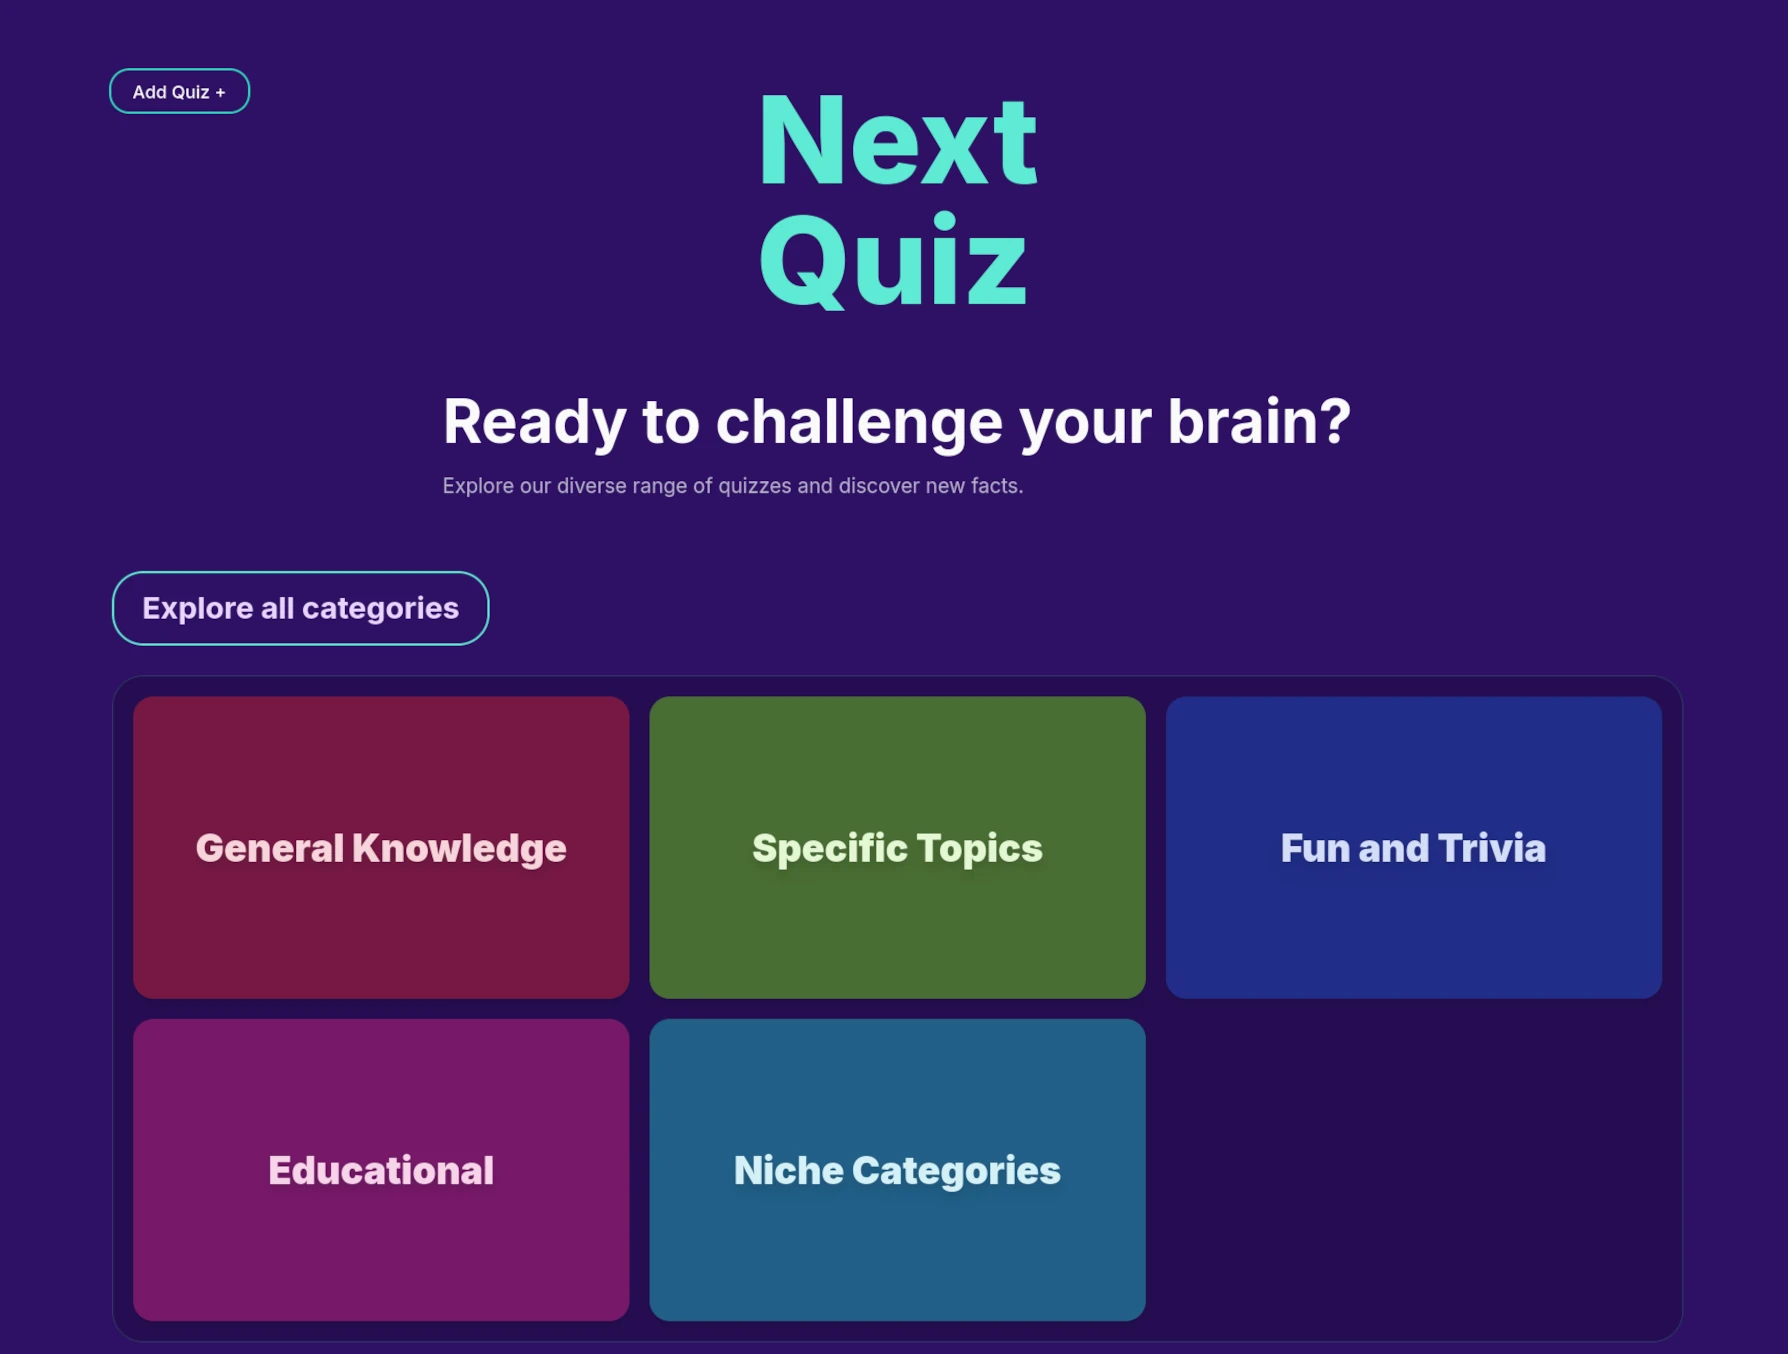 Add Quiz +
Next
Quiz
Ready to challenge your brain?
Explore our diverse range of quizzes and discover new facts.
Explore all categories
General Knowledge
Specific Topics
Fun and Trivia
Educational
Niche Categories